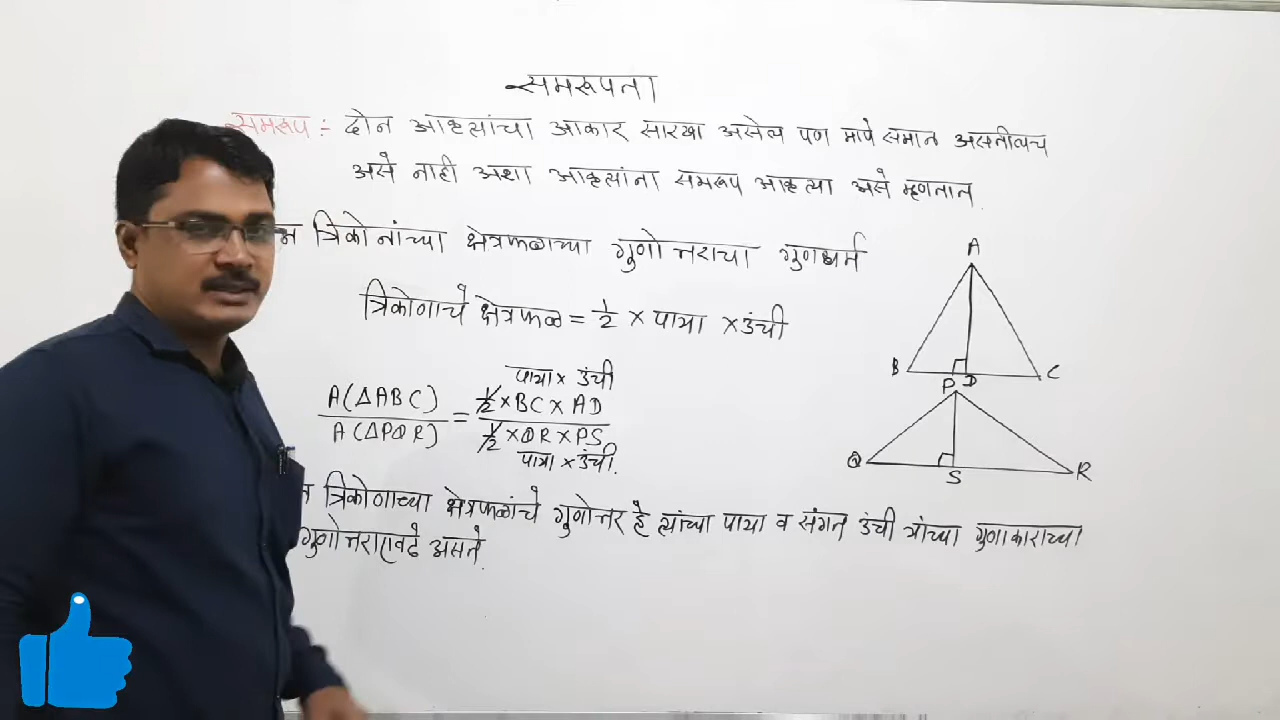 समरूपता
समरूप :- दोन आकृत्यांचा आकार सारखा असेल पण मापे समान असतीलच
असे नाही अशा आकृत्यांना समरूप आकृत्या असे म्हणतात.
त्रिकोनांच्या क्षेत्रफळाच्या गुणोत्तराचा गुणधर्म
त्रिकोणाचे क्षेत्रफळ = 1/2 × पाया × उंची
पाया × उंची
A(ΔABC) / A(ΔPQR) = 1/2 × BC × AD / 1/2 × QR × PS
पाया × उंची.
त्रिकोणाच्या क्षेत्रफळांचे गुणोत्तर हे त्यांच्या पाया व संगत उंची यांच्या गुणाकाराच्या
गुणोत्तराएवढे असते.
A
B D C
P
Q S R